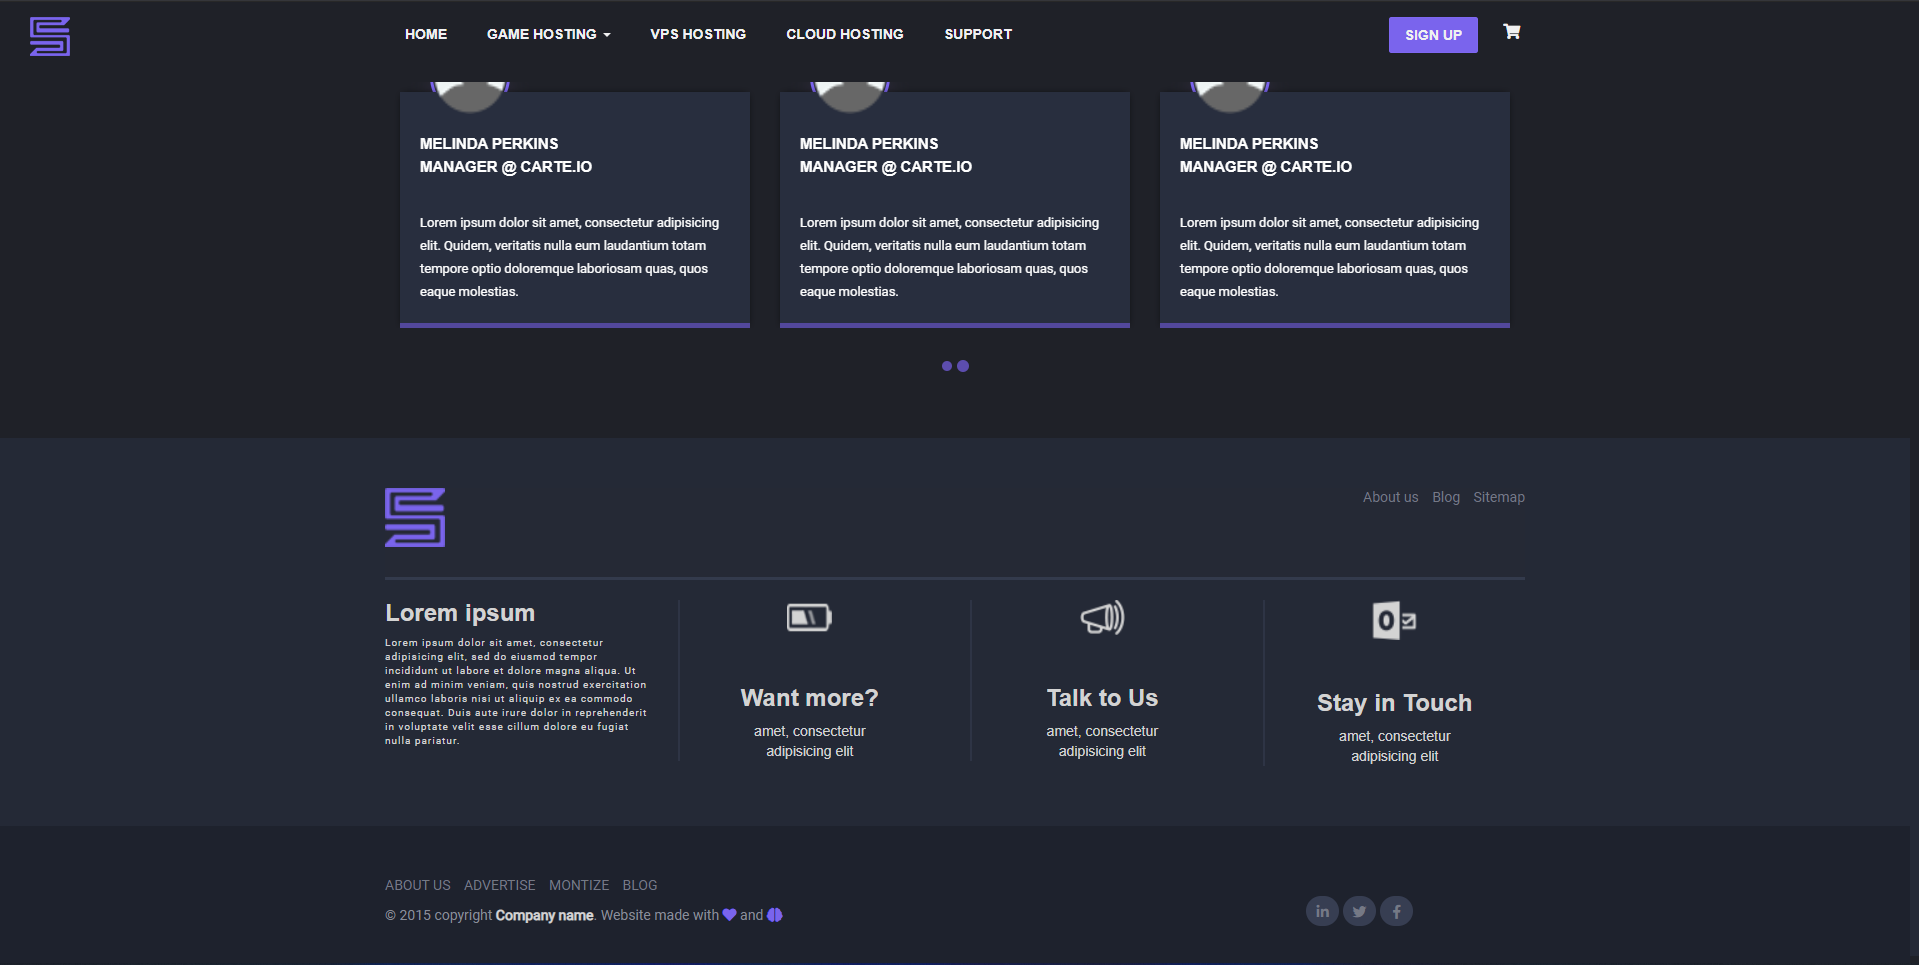 HOME GAME HOSTING VPS HOSTING CLOUD HOSTING SUPPORT SIGN UP
MELINDA PERKINS
MANAGER @ CARTE.IO
Lorem ipsum dolor sit amet, consectetur adipisicing
elit. Quidem, veritatis nulla eum laudantium totam
tempore optio doloremque laboriosam quas, quos
eaque molestias.
MELINDA PERKINS
MANAGER @ CARTE.IO
Lorem ipsum dolor sit amet, consectetur adipisicing
elit. Quidem, veritatis nulla eum laudantium totam
tempore optio doloremque laboriosam quas, quos
eaque molestias.
MELINDA PERKINS
MANAGER @ CARTE.IO
Lorem ipsum dolor sit amet, consectetur adipisicing
elit. Quidem, veritatis nulla eum laudantium totam
tempore optio doloremque laboriosam quas, quos
eaque molestias.
About us Blog Sitemap
Lorem ipsum
Lorem ipsum dolor sit amet, consectetur
adipisicing elit, sed do eiusmod tempor
incididunt ut labore et dolore magna aliqua. Ut
enim ad minim veniam, quis nostrud exercitation
ullamco laboris nisi ut aliquip ex ea commodo
consequat. Duis aute irure dolor in reprehenderit
in voluptate velit esse cillum dolore eu fugiat
nulla pariatur.
Want more?
amet, consectetur
adipisicing elit
Talk to Us
amet, consectetur
adipisicing elit
Stay in Touch
amet, consectetur
adipisicing elit
ABOUT US ADVERTISE MONTIZE BLOG
© 2015 copyright Company name. Website made with and